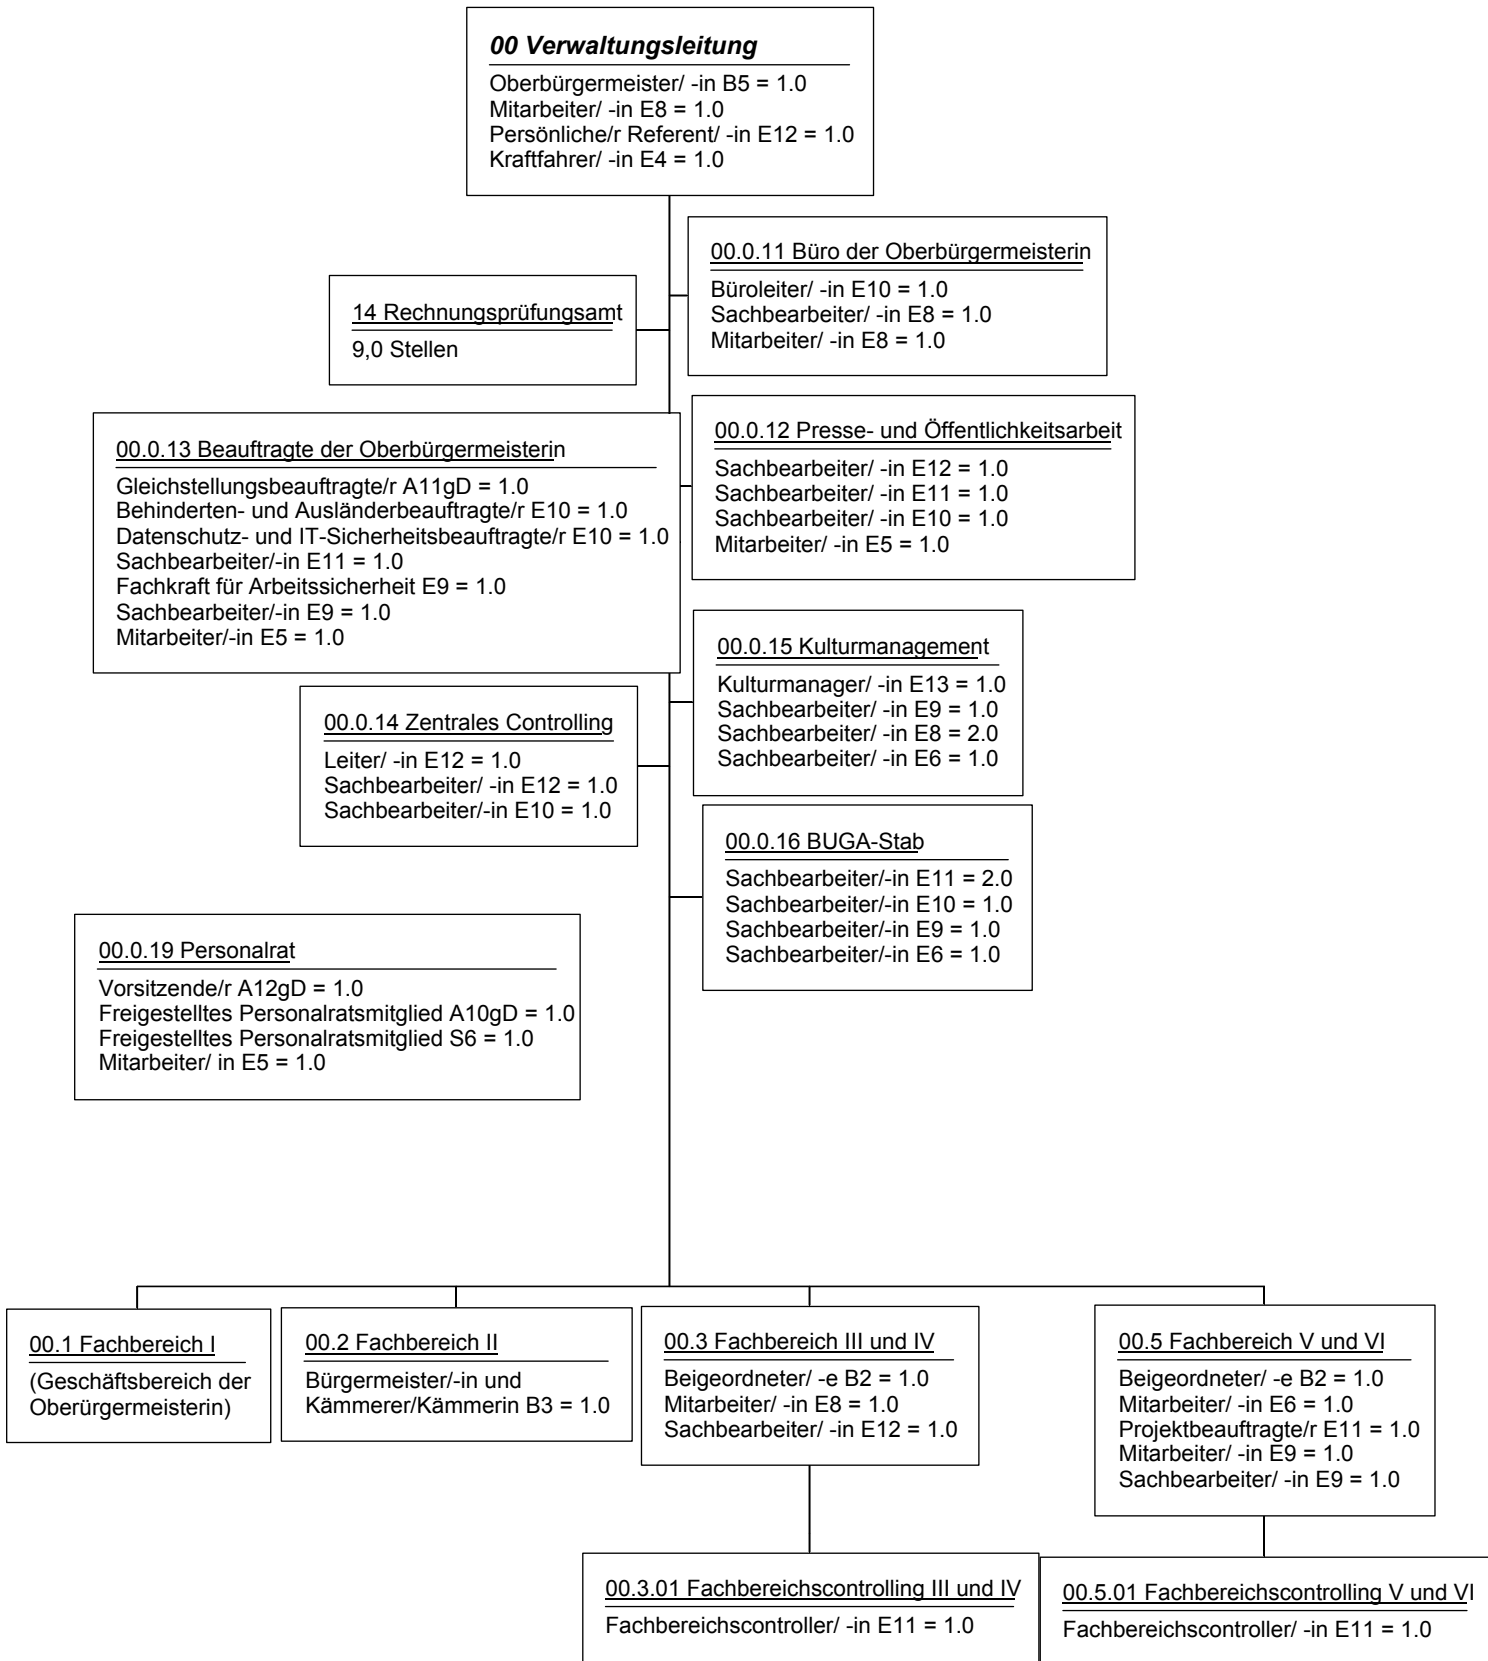 00 Verwaltungsleitung
Oberbürgermeister/ -in B5 = 1.0
Mitarbeiter/ -in E8 = 1.0
Persönliche/r Referent/ -in E12 = 1.0
Kraftfahrer/ -in E4 = 1.0
00.0.11 Büro der Oberbürgermeisterin
Büroleiter/ -in E10 = 1.0
Sachbearbeiter/ -in E8 = 1.0
Mitarbeiter/ -in E8 = 1.0
14 Rechnungsprüfungsamt
9,0 Stellen
00.0.12 Presse- und Öffentlichkeitsarbeit
Sachbearbeiter/ -in E12 = 1.0
Sachbearbeiter/ -in E11 = 1.0
Sachbearbeiter/ -in E10 = 1.0
Mitarbeiter/ -in E5 = 1.0
00.0.13 Beauftragte der Oberbürgermeisterin
Gleichstellungsbeauftragte/r A11gD = 1.0
Behinderten- und Ausländerbeauftragte/r E10 = 1.0
Datenschutz- und IT-Sicherheitsbeauftragte/r E10 = 1.0
Sachbearbeiter/-in E11 = 1.0
Fachkraft für Arbeitssicherheit E9 = 1.0
Sachbearbeiter/-in E9 = 1.0
Mitarbeiter/-in E5 = 1.0
00.0.15 Kulturmanagement
Kulturmanager/ -in E13 = 1.0
Sachbearbeiter/ -in E9 = 1.0
Sachbearbeiter/ -in E8 = 2.0
Sachbearbeiter/ -in E6 = 1.0
00.0.14 Zentrales Controlling
Leiter/ -in E12 = 1.0
Sachbearbeiter/ -in E12 = 1.0
Sachbearbeiter/-in E10 = 1.0
00.0.16 BUGA-Stab
Sachbearbeiter/-in E11 = 2.0
Sachbearbeiter/-in E10 = 1.0
Sachbearbeiter/-in E9 = 1.0
Sachbearbeiter/-in E6 = 1.0
00.0.19 Personalrat
Vorsitzende/r A12gD = 1.0
Freigestelltes Personalratsmitglied A10gD = 1.0
Freigestelltes Personalratsmitglied S6 = 1.0
Mitarbeiter/ in E5 = 1.0
00.1 Fachbereich I
(Geschäftsbereich der
Oberürgermeisterin)
00.2 Fachbereich II
Bürgermeister/-in und
Kämmerer/Kämmerin B3 = 1.0
00.3 Fachbereich III und IV
Beigeordneter/ -e B2 = 1.0
Mitarbeiter/ -in E8 = 1.0
Sachbearbeiter/ -in E12 = 1.0
00.5 Fachbereich V und VI
Beigeordneter/ -e B2 = 1.0
Mitarbeiter/ -in E6 = 1.0
Projektbeauftragte/r E11 = 1.0
Mitarbeiter/ -in E9 = 1.0
Sachbearbeiter/ -in E9 = 1.0
00.3.01 Fachbereichscontrolling III und IV
Fachbereichscontroller/ -in E11 = 1.0
00.5.01 Fachbereichscontrolling V und VI
Fachbereichscontroller/ -in E11 = 1.0